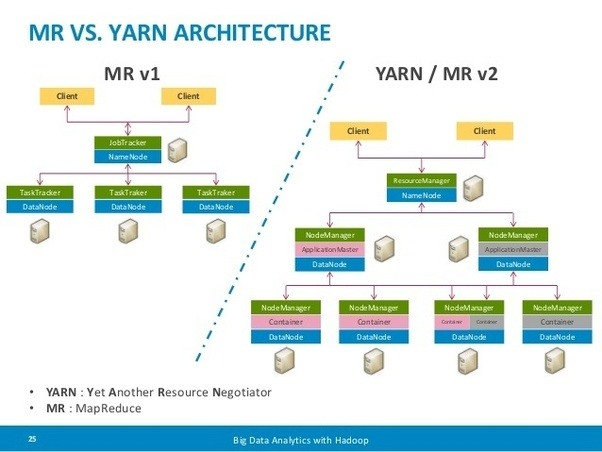 MR VS. YARN ARCHITECTURE
MR v1
Client
Client
JobTracker
NameNode
TaskTracker
DataNode
TaskTraker
DataNode
TaskTraker
DataNode
YARN / MR v2
Client
Client
ResourceManager
NameNode
NodeManager
ApplicationMaster
DataNode
NodeManager
ApplicationMaster
DataNode
NodeManager
Container
DataNode
NodeManager
Container
DataNode
NodeManager
Container Container
DataNode
NodeManager
Container
DataNode
• YARN : Yet Another Resource Negotiator
• MR : MapReduce
25
Big Data Analytics with Hadoop